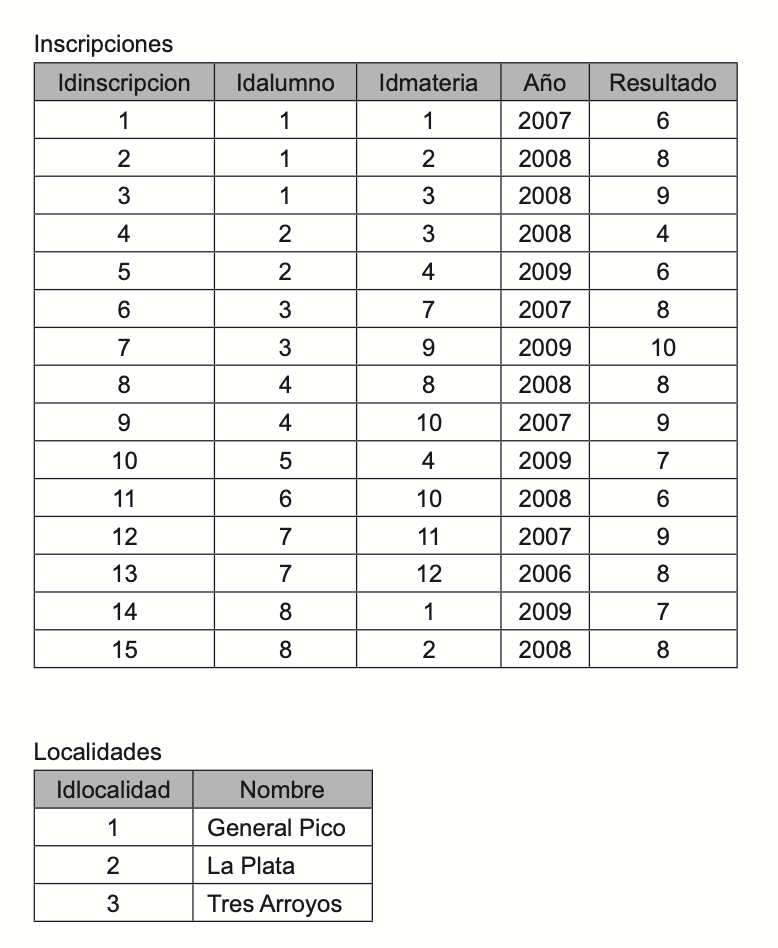 Inscripciones
Idinscripcion Idalumno Idmateria Año Resultado
1 1 1 2007 6
2 1 2 2008 8
3 1 3 2008 9
4 2 3 2008 4
5 2 4 2009 6
6 3 7 2007 8
7 3 9 2009 10
8 4 8 2008 8
9 4 10 2007 9
10 5 4 2009 7
11 6 10 2008 6
12 7 11 2007 9
13 7 12 2006 8
14 8 1 2009 7
15 8 2 2008 8
Localidades
Idlocalidad Nombre
1 General Pico
2 La Plata
3 Tres Arroyos